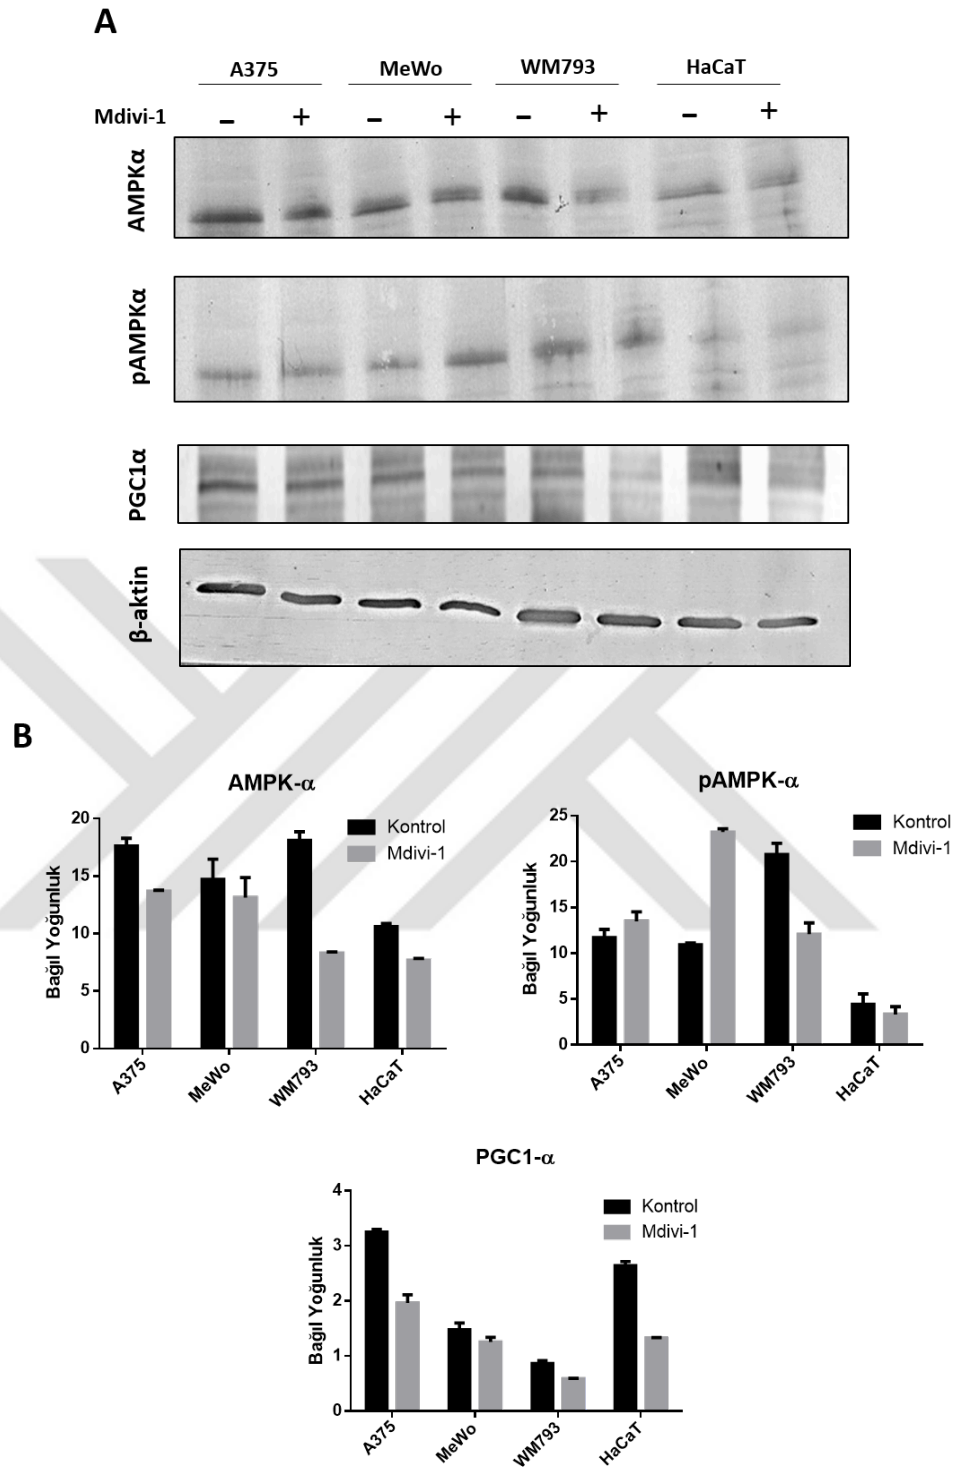 A
A375 MeWo WM793 HaCaT
Mdivi-1 – + – + – + – +
AMPKα
pAMPKα
PGC1α
β-aktin
B
AMPK-α
Bağıl Yoğunluk
20
15
10
5
0
Kontrol
Mdivi-1
A375 MeWo WM793 HaCaT
pAMPK-α
Bağıl Yoğunluk
25
20
15
10
5
0
Kontrol
Mdivi-1
A375 MeWo WM793 HaCaT
PGC1-α
Bağıl Yoğunluk
4
3
2
1
0
Kontrol
Mdivi-1
A375 MeWo WM793 HaCaT